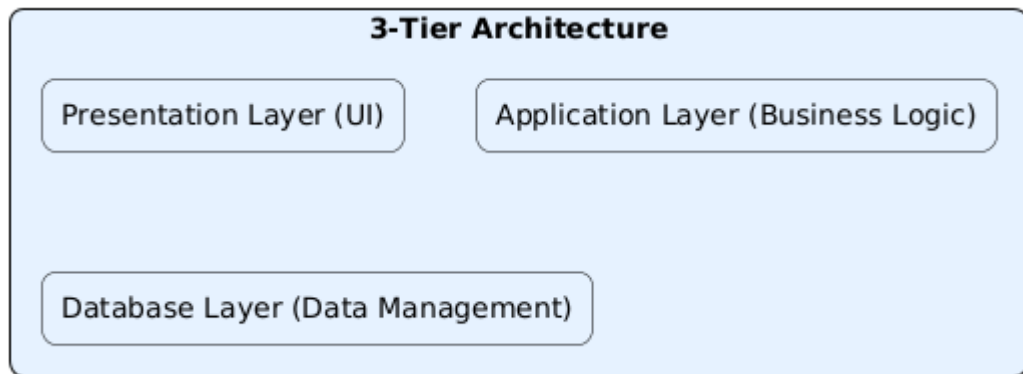 3-Tier Architecture
Presentation Layer (UI)
Application Layer (Business Logic)
Database Layer (Data Management)